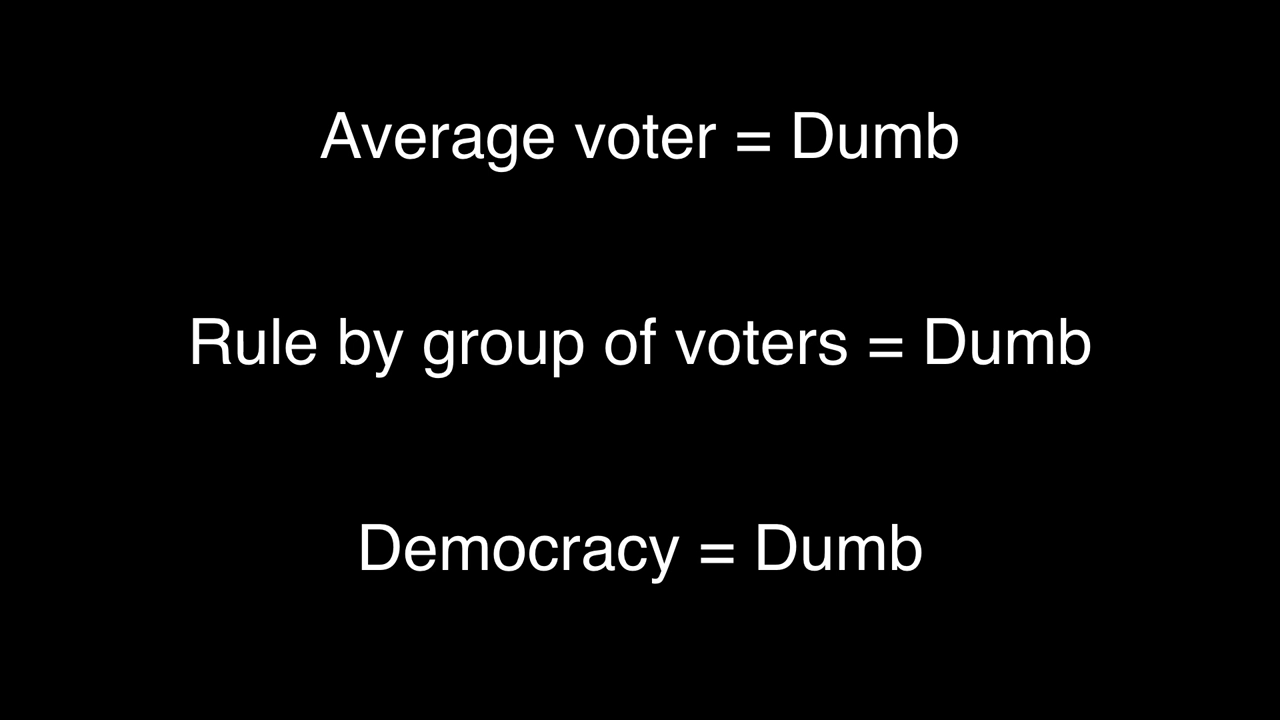 Average voter = Dumb
Rule by group of voters = Dumb
Democracy = Dumb